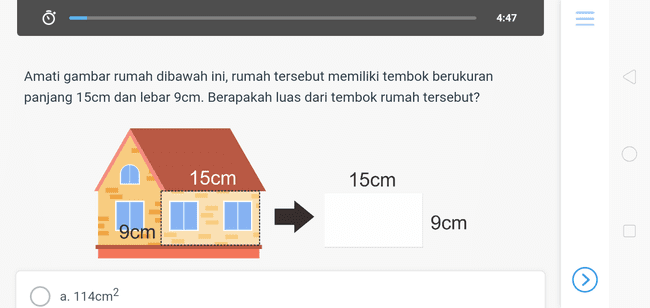 4:47
Amati gambar rumah dibawah ini, rumah tersebut memiliki tembok berukuran
panjang 15cm dan lebar 9cm. Berapakah luas dari tembok rumah tersebut?
15cm
15cm
9cm
9cm
a. 114cm²